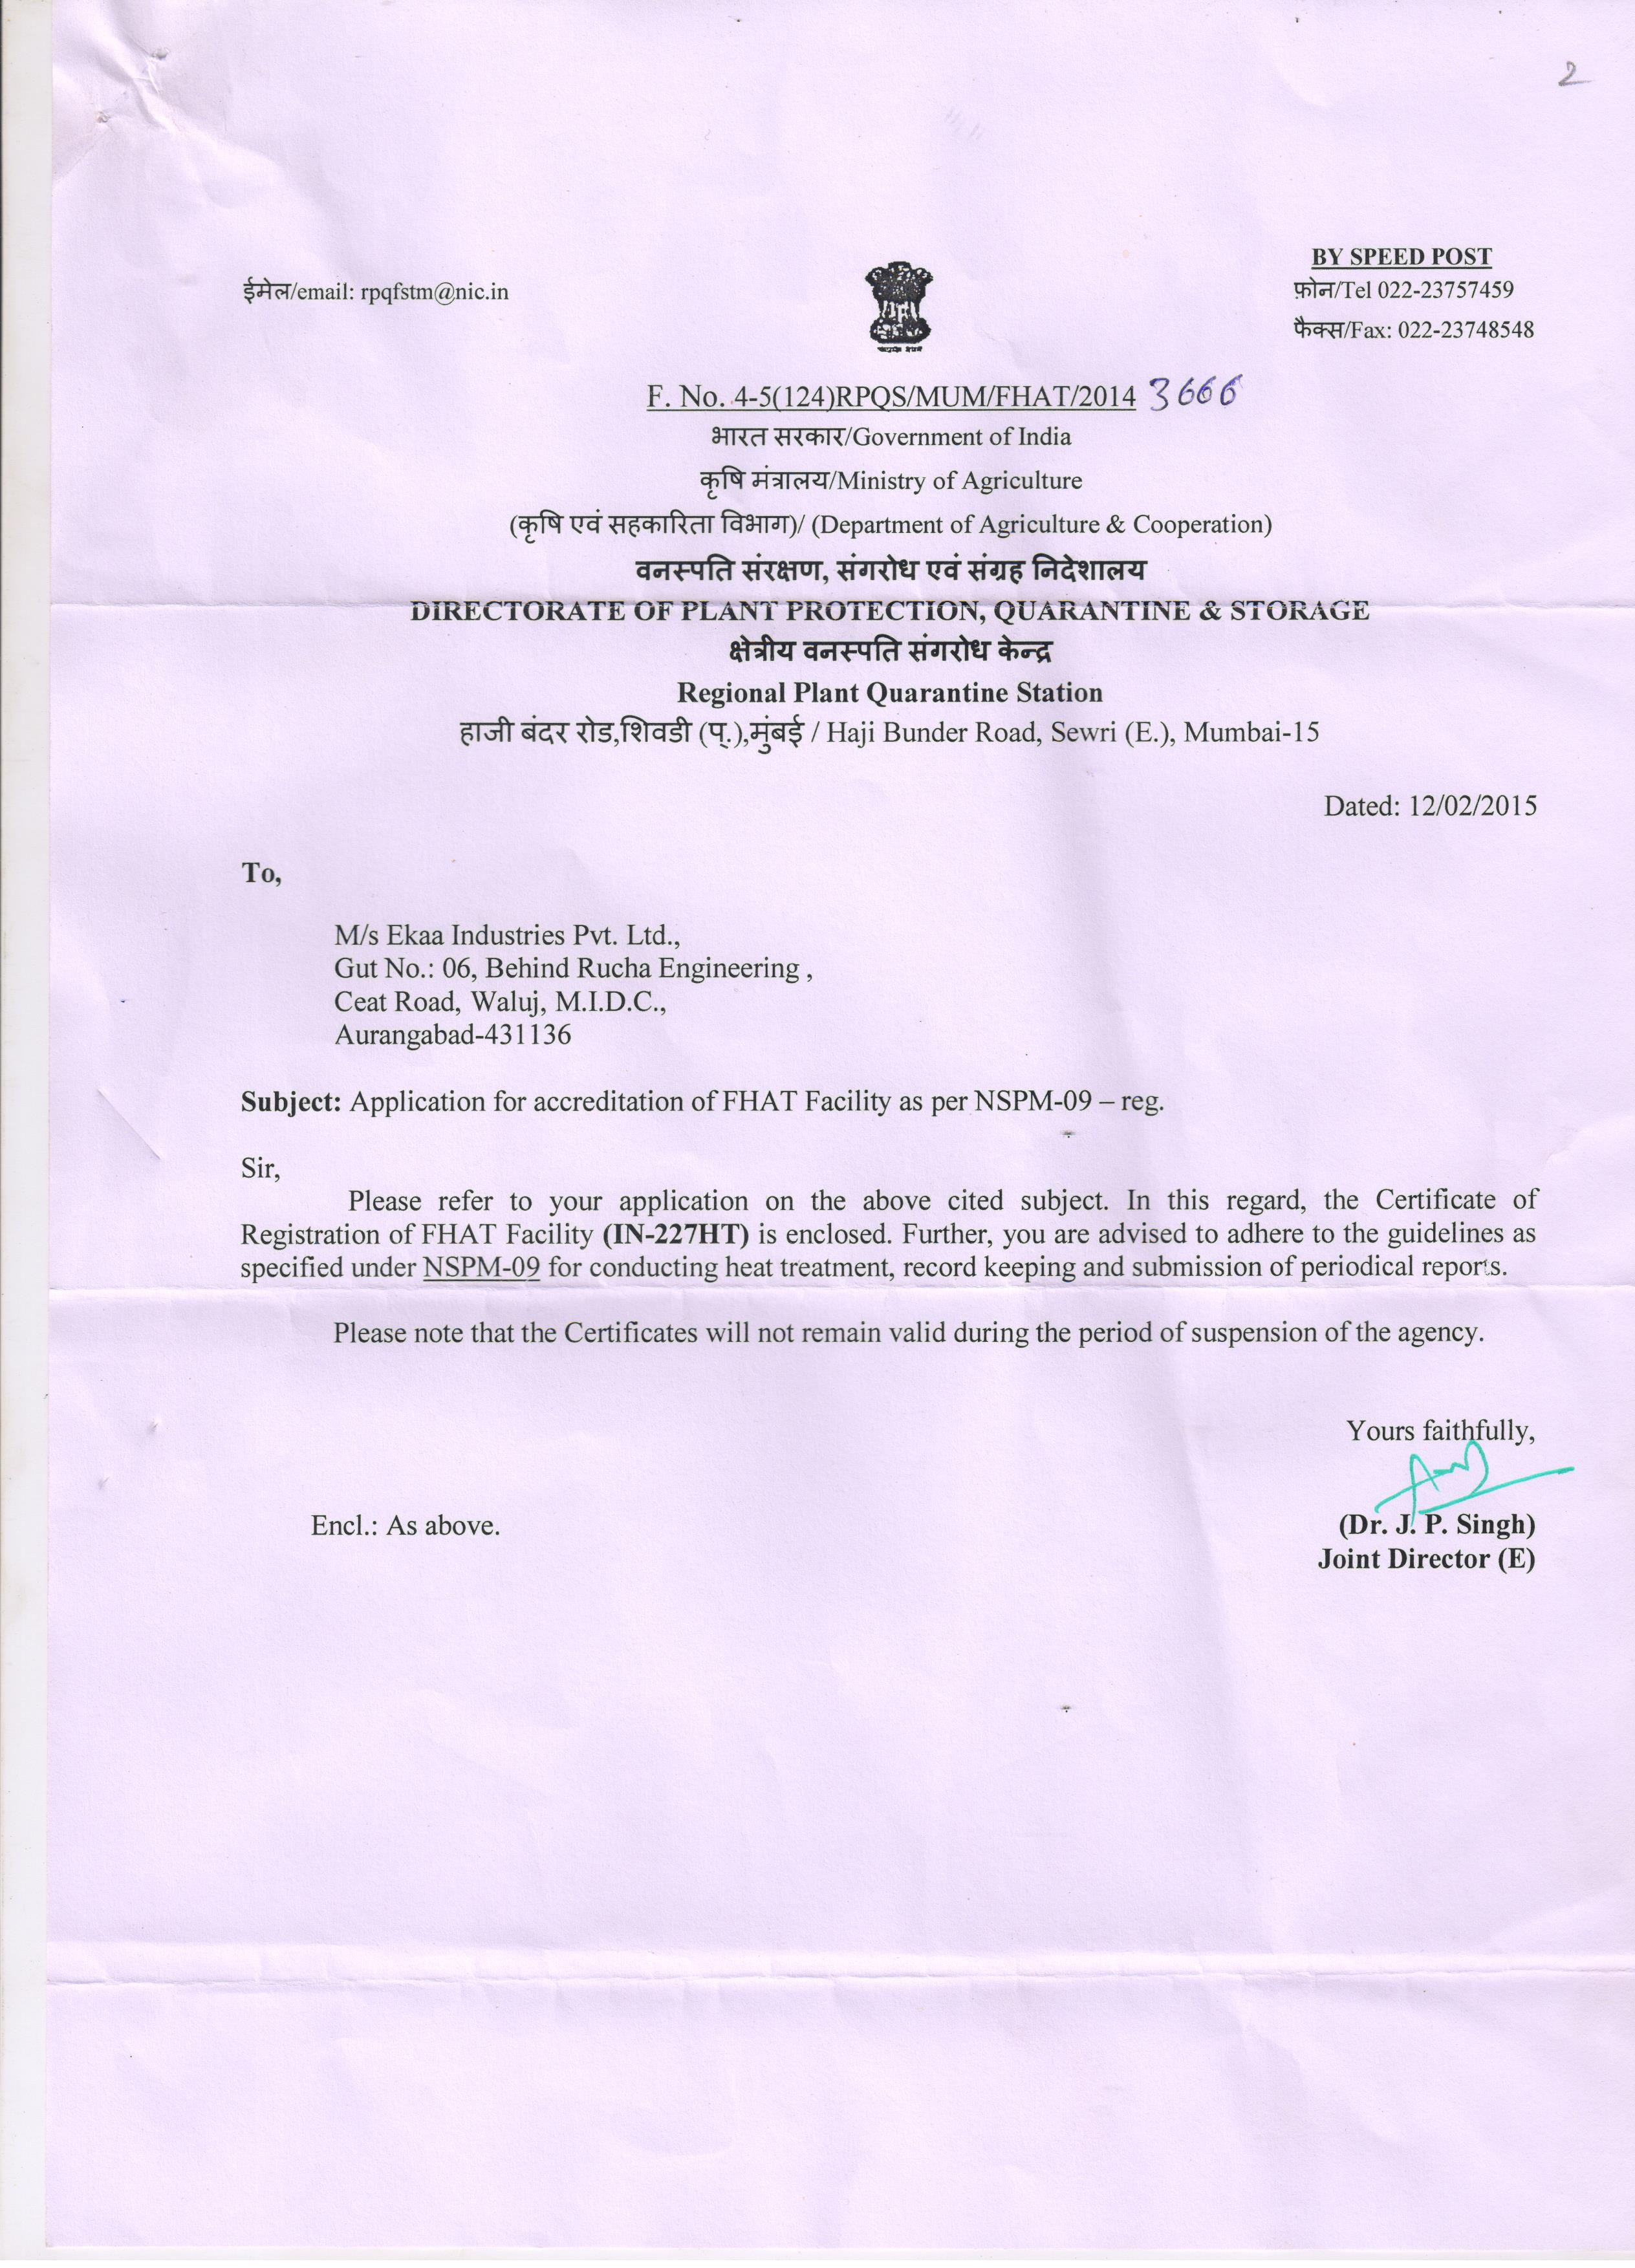 2
BY SPEED POST
ईमेल/email: rpqfstm@nic.in
फ़ोन/Tel 022-23757459
फैक्स/Fax: 022-23748548
F. No. 4-5(124)RPQS/MUM/FHAT/2014 3666
भारत सरकार/Government of India
कृषि मंत्रालय/Ministry of Agriculture
(कृषि एवं सहकारिता विभाग)/ (Department of Agriculture & Cooperation)
वनस्पति संरक्षण, संगरोध एवं संग्रह निदेशालय
DIRECTORATE OF PLANT PROTECTION, QUARANTINE & STORAGE
क्षेत्रीय वनस्पति संगरोध केन्द्र
Regional Plant Quarantine Station
हाजी बंदर रोड,शिवडी (प्.),मुंबई / Haji Bunder Road, Sewri (E.), Mumbai-15
Dated: 12/02/2015
To,
M/s Ekaa Industries Pvt. Ltd.,
Gut No.: 06, Behind Rucha Engineering ,
Ceat Road, Waluj, M.I.D.C.,
Aurangabad-431136
Subject: Application for accreditation of FHAT Facility as per NSPM-09 – reg.
Sir,
Please refer to your application on the above cited subject. In this regard, the Certificate of
Registration of FHAT Facility (IN-227HT) is enclosed. Further, you are advised to adhere to the guidelines as
specified under NSPM-09 for conducting heat treatment, record keeping and submission of periodical reports.
Please note that the Certificates will not remain valid during the period of suspension of the agency.
Yours faithfully,
Encl.: As above.
(Dr. J. P. Singh)
Joint Director (E)